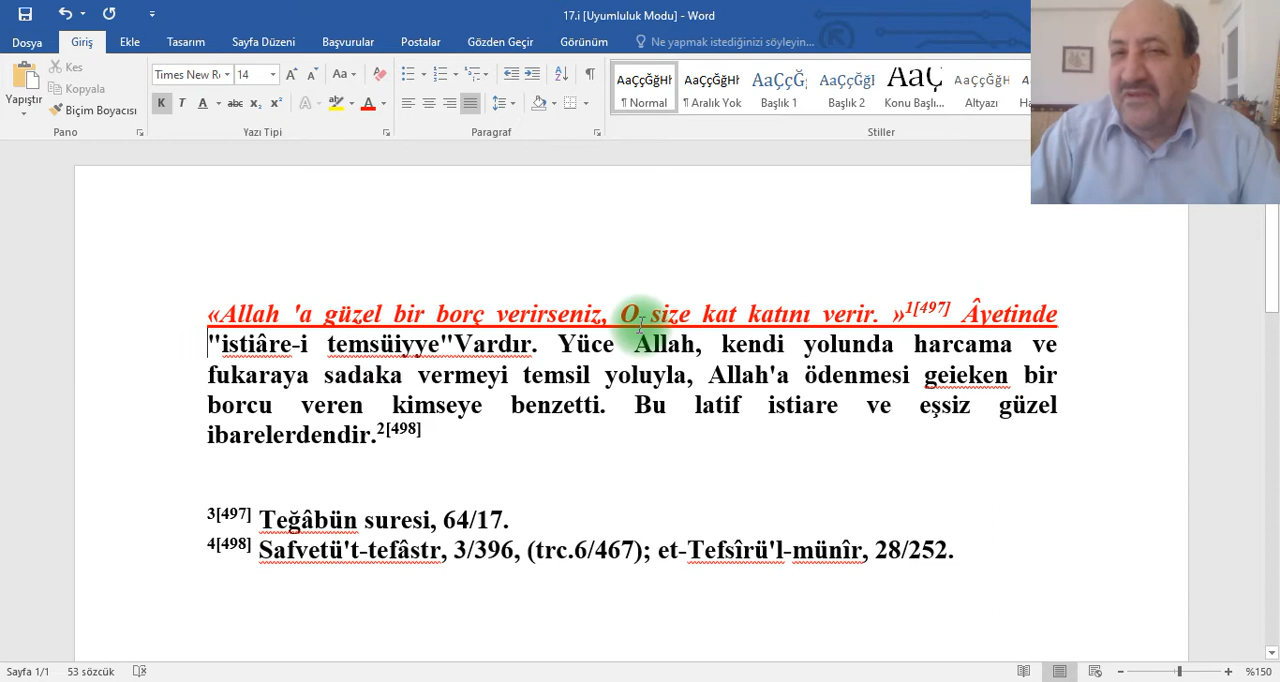 17.i [Uyumluluk Modu] - Word
Dosya Giriş Ekle Tasarım Sayfa Düzeni Başvurular Postalar Gözden Geçir Görünüm Ne yapmak istediğinizi söyleyin...
Yapıştır
Kes
Kopyala
Biçim Boyacısı
Times New Ro 14
AaÇçĞğHł AaÇçĞğHł AaÇçĞ AaÇçĞğI AaÇ AaÇçĞğH
¶ Normal ¶ Aralık Yok Başlık 1 Başlık 2 Konu Başlı... Altyazı
Pano Yazı Tipi Paragraf Stiller
«Allah 'a güzel bir borç verirseniz, O size kat katını verir. »1[497] Âyetinde
"istiâre-i temsüiyye"Vardır. Yüce Allah, kendi yolunda harcama ve
fukaraya sadaka vermeyi temsil yoluyla, Allah'a ödenmesi geieken bir
borcu veren kimseye benzetti. Bu latif istiare ve eşsiz güzel
ibarelerdendir.2[498]
3[497] Teğâbün suresi, 64/17.
4[498] Safvetü't-tefâstr, 3/396, (trc.6/467); et-Tefsîrü'l-münîr, 28/252.
Sayfa 1/1 53 sözcük %150